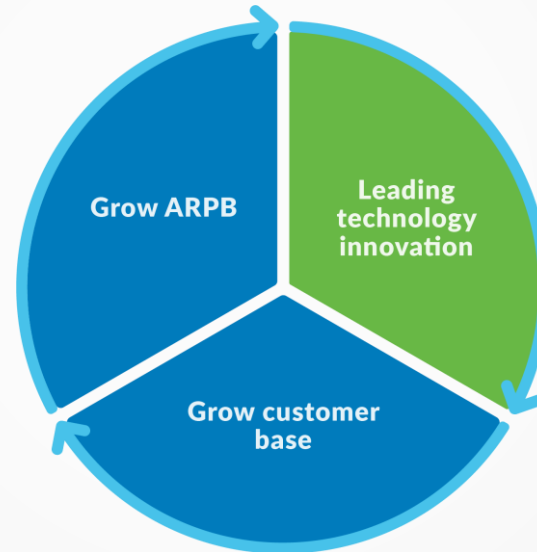 Grow ARPB
Leading
technology
innovation
Grow customer
base